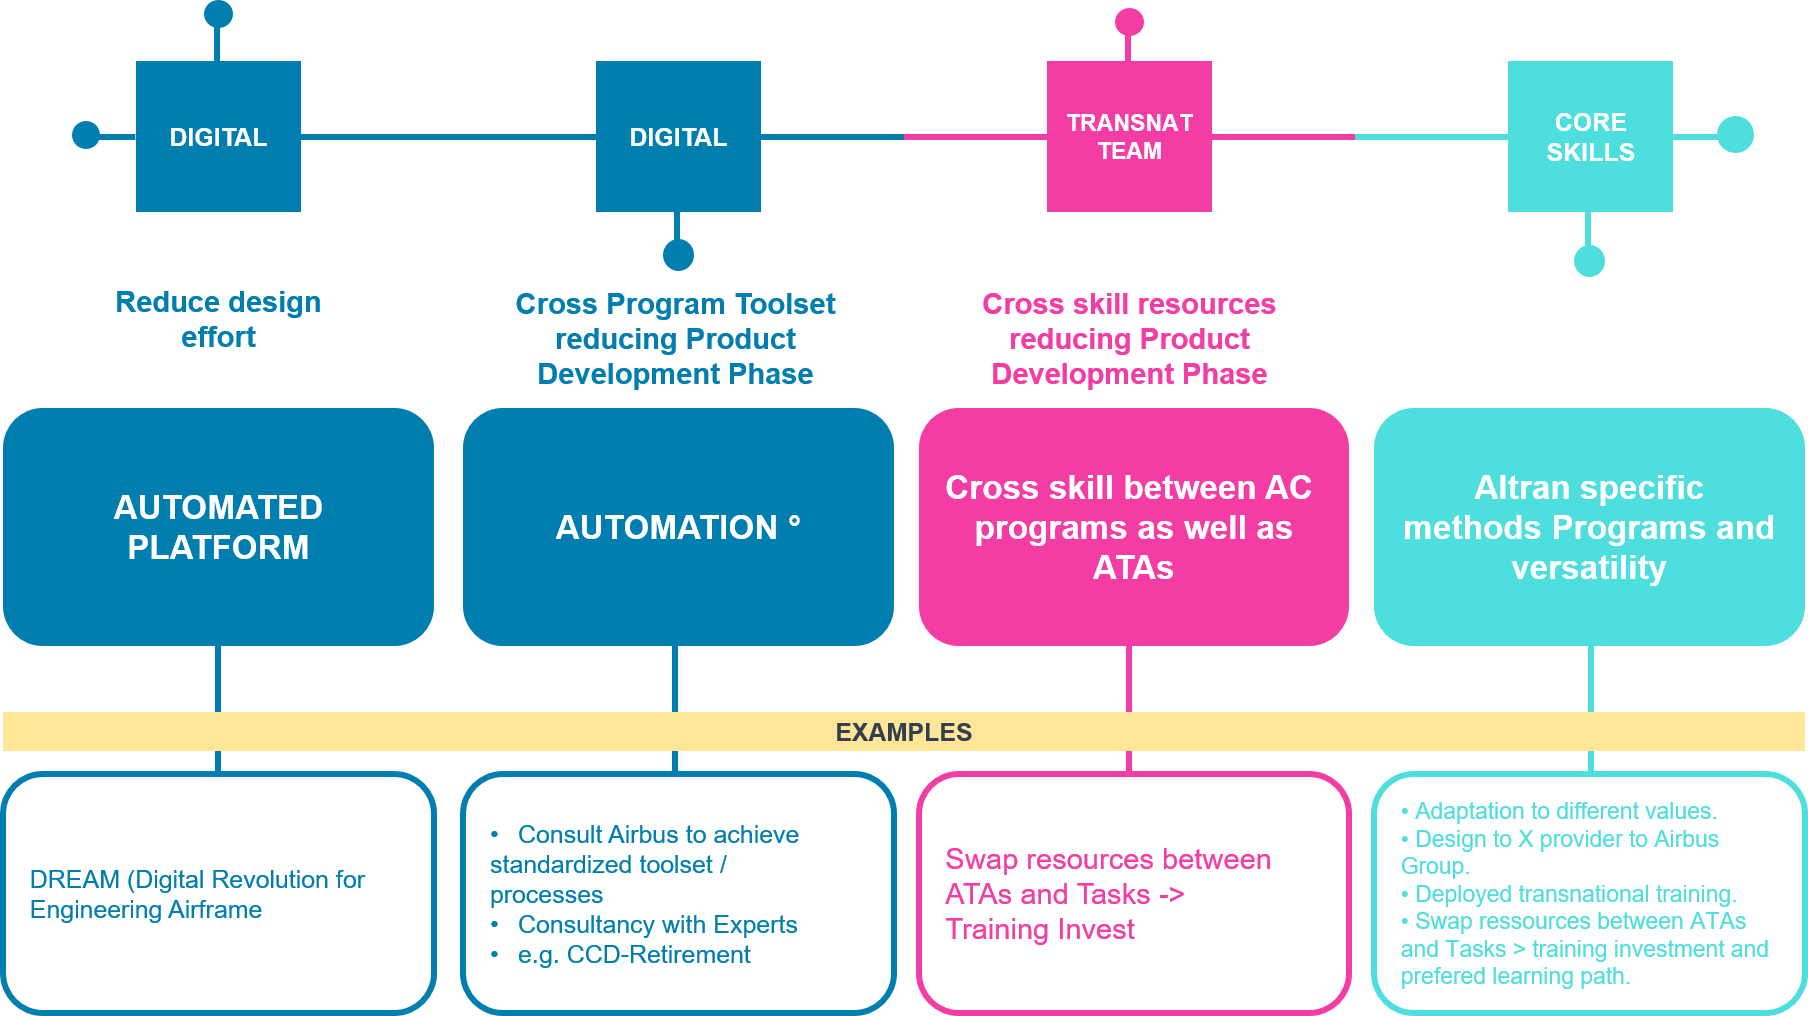 DIGITAL
DIGITAL
TRANSNAT
TEAM
CORE
SKILLS
Reduce design
effort
Cross Program Toolset
reducing Product
Development Phase
Cross skill resources
reducing Product
Development Phase
AUTOMATED
PLATFORM
AUTOMATION °
Cross skill between AC
programs as well as
ATAs
Altran specific
methods Programs and
versatility
EXAMPLES
DREAM (Digital Revolution for
Engineering Airframe
• Consult Airbus to achieve
standardized toolset /
processes
• Consultancy with Experts
• e.g. CCD-Retirement
Swap resources between
ATAs and Tasks ->
Training Invest
• Adaptation to different values.
• Design to X provider to Airbus
Group.
• Deployed transnational training.
• Swap ressources between ATAs
and Tasks > training investment and
prefered learning path.